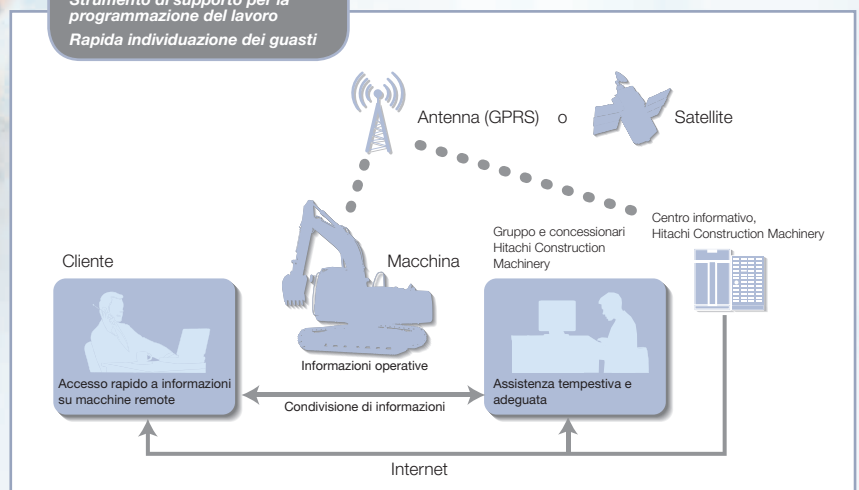 Strumento di supporto per la
programmazione del lavoro
Rapida individuazione dei guasti
Antenna (GPRS) o Satellite
Centro informativo,
Hitachi Construction Machinery
Gruppo e concessionari
Hitachi Construction
Machinery
Cliente
Macchina
Informazioni operative
Accesso rapido a informazioni
su macchine remote
Condivisione di informazioni
Assistenza tempestiva e
adeguata
Internet